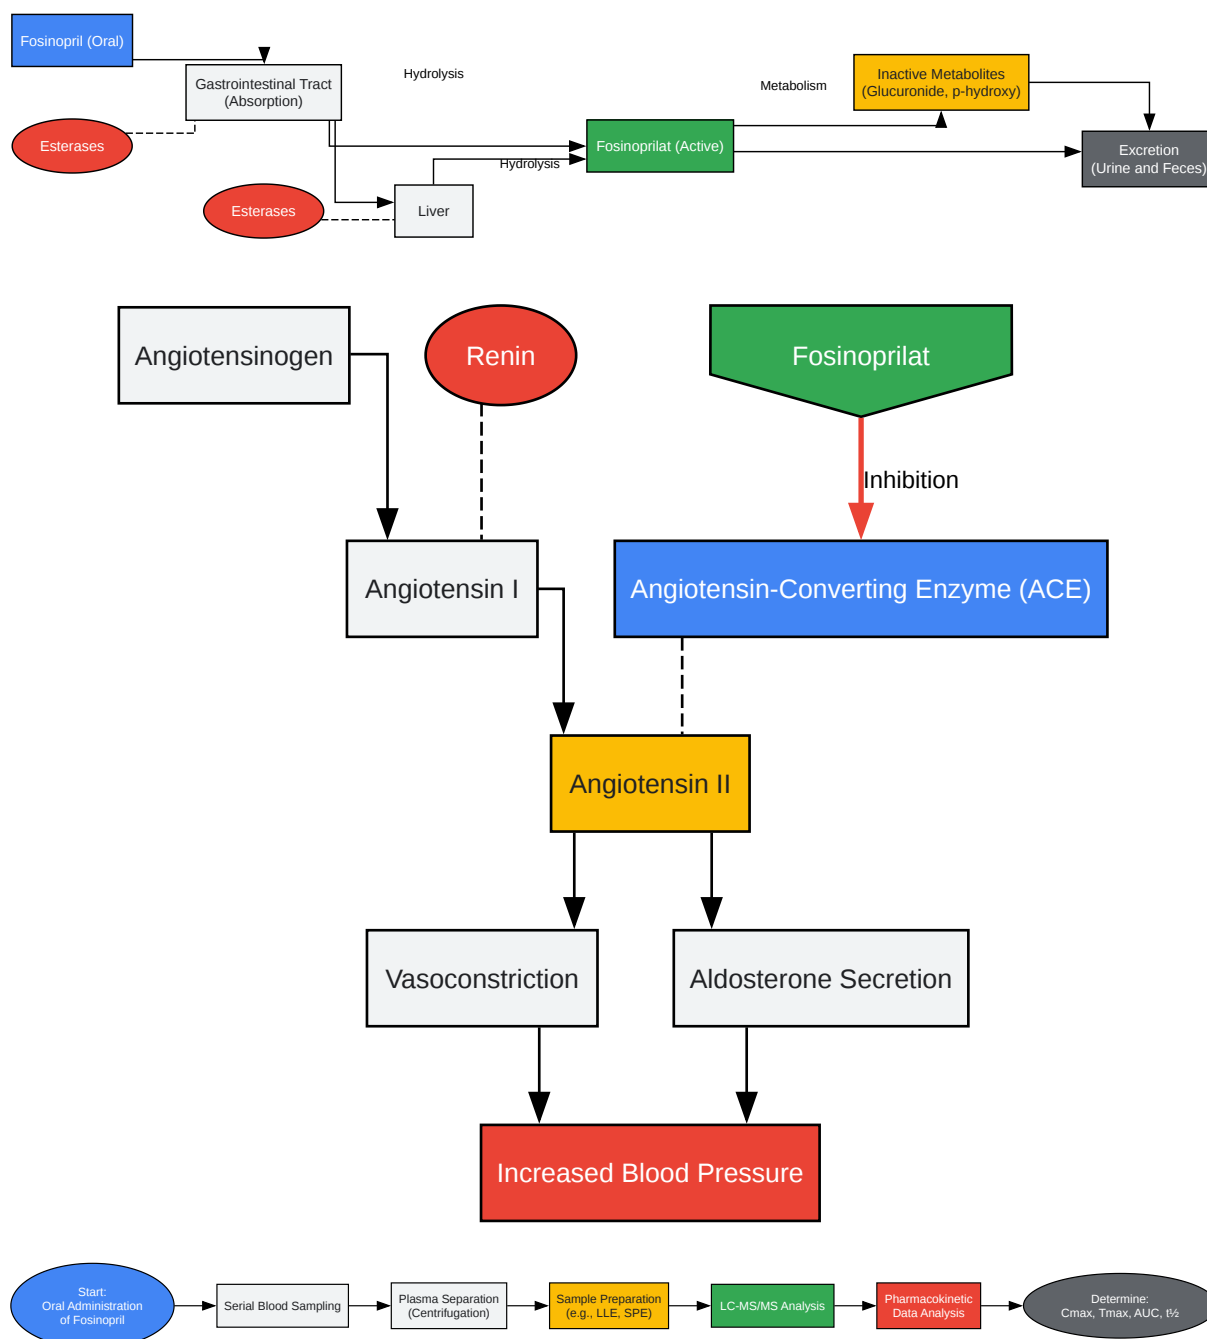 Fosinopril (Oral)
Gastrointestinal Tract
(Absorption)
Hydrolysis
Metabolism
Inactive Metabolites
(Glucuronide, p-hydroxy)
Esterases
Fosinoprilat (Active)
Excretion
(Urine and Feces)
Hydrolysis
Esterases
Liver
Angiotensinogen
Renin
Fosinoprilat
Inhibition
Angiotensin I
Angiotensin-Converting Enzyme (ACE)
Angiotensin II
Vasoconstriction
Aldosterone Secretion
Increased Blood Pressure
Start:
Oral Administration
of Fosinopril
Serial Blood Sampling
Plasma Separation
(Centrifugation)
Sample Preparation
(e.g., LLE, SPE)
LC-MS/MS Analysis
Pharmacokinetic
Data Analysis
Determine:
Cmax, Tmax, AUC, t½